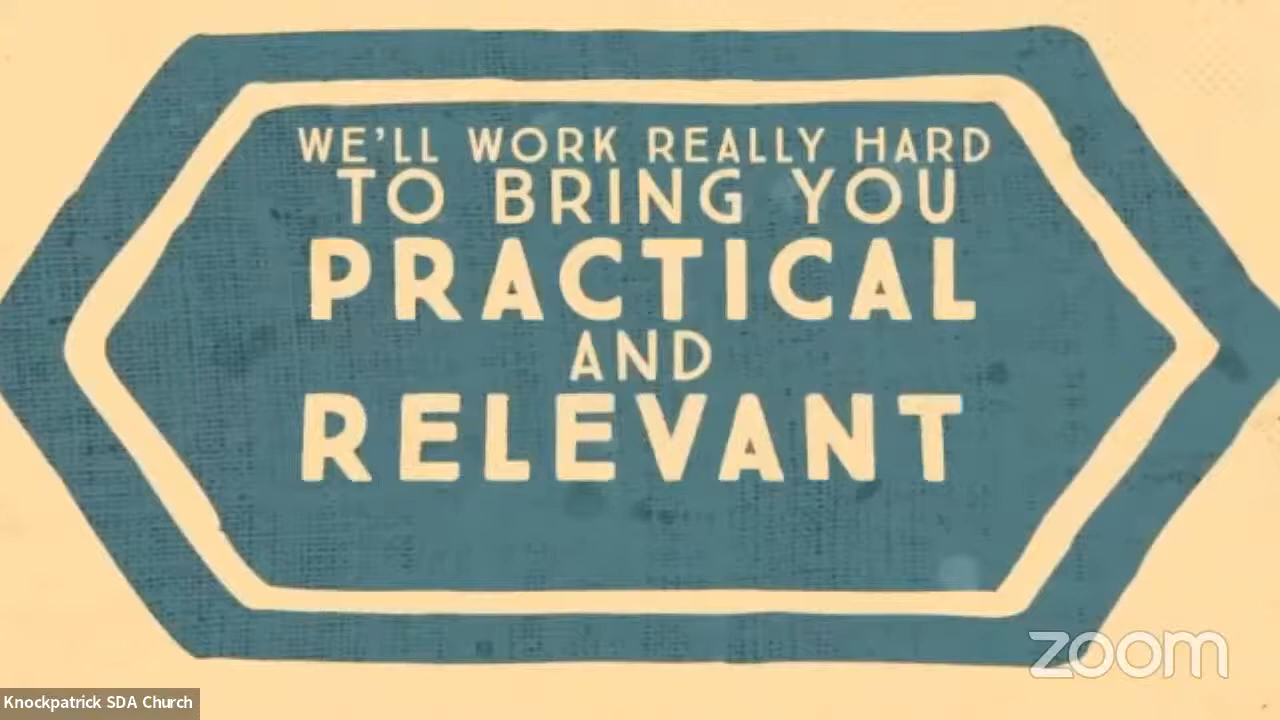 WE'LL WORK REALLY HARD
TO BRING YOU
PRACTICAL
AND
RELEVANT
zoom
Knockpatrick SDA Church